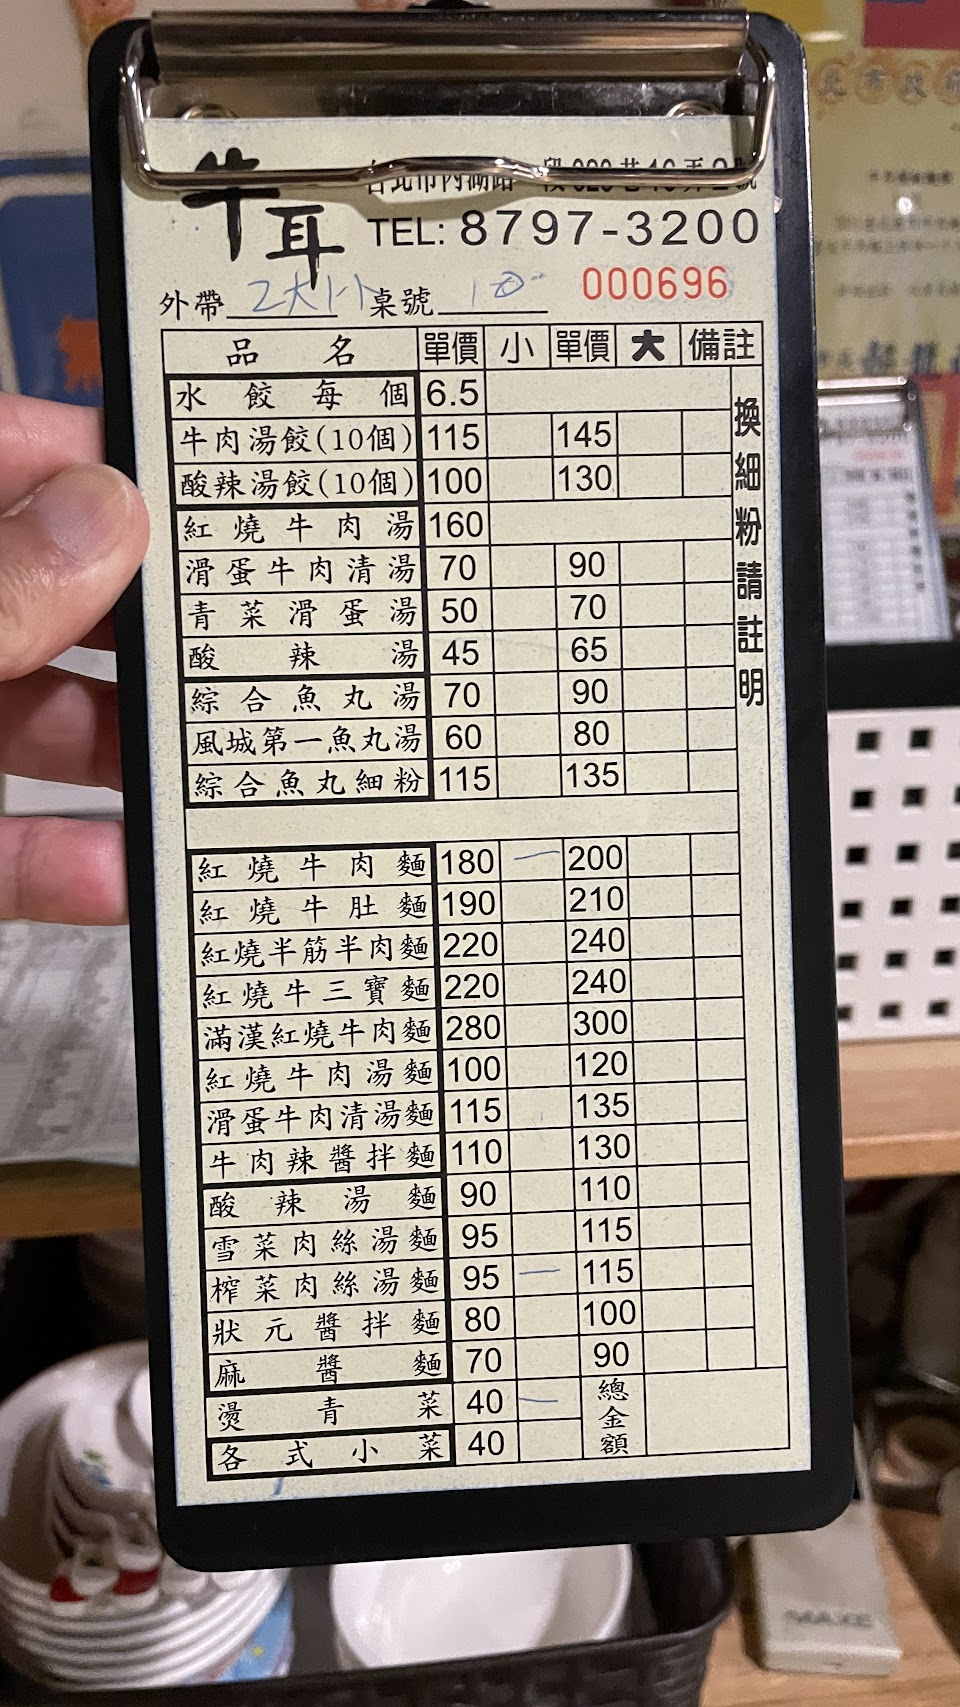 牛耳
TEL: 8797-3200
外帶 2大1小 桌號 000696
品名 單價 小 單價 大 備註
水餃每個 6.5
牛肉湯餃(10個) 115 145
酸辣湯餃(10個) 100 130
紅燒牛肉湯 160
滑蛋牛肉清湯 70 90
青菜滑蛋湯 50 70
酸辣湯 45 65
綜合魚丸湯 70 90
風城第一魚丸湯 60 80
綜合魚丸細粉 115 135
換細粉請註明
紅燒牛肉麵 180 一 200
紅燒牛肚麵 190 210
紅燒半筋半肉麵 220 240
紅燒牛三寶麵 220 240
滿漢紅燒牛肉麵 280 300
紅燒牛肉湯麵 100 120
滑蛋牛肉清湯麵 115 135
牛肉辣醬拌麵 110 130
酸辣湯麵 90 110
雪菜肉絲湯麵 95 115
榨菜肉絲湯麵 95 一 115
狀元醬拌麵 80 100
麻醬麵 70 90
燙青菜 40 一
各式小菜 40
總金額